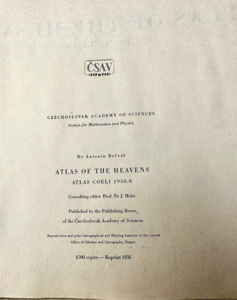 ČSAV
CZECHOSLOVAK ACADEMY OF SCIENCES
Section for Mathematics and Physics
By Antonín Bečvář
ATLAS OF THE HEAVENS
ATLAS COELI 1950.0
Consulting editor Prof. Dr J. Mohr
Published by the Publishing House
of the Czechoslovak Academy of Sciences
Reproduction and print Cartographical and Printing Institute of the Central
Office of Geodesy and Cartography, Prague
4300 copies — Reprint 1958